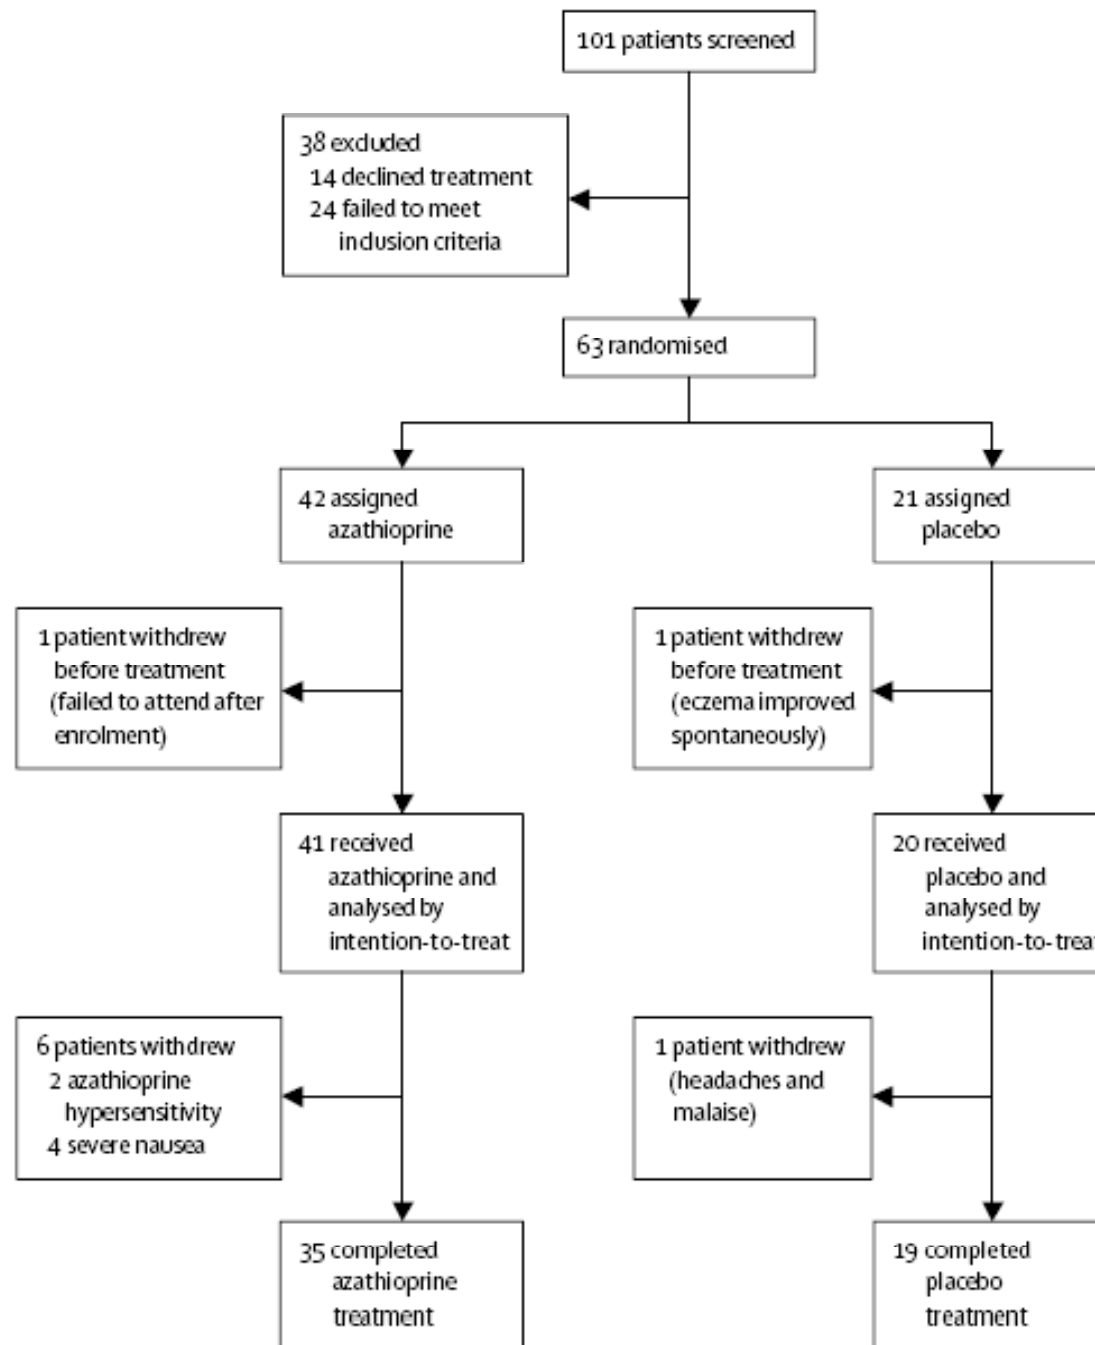 101 patients screened
38 excluded
14 declined treatment
24 failed to meet
inclusion criteria
63 randomised
42 assigned
azathioprine
21 assigned
placebo
1 patient withdrew
before treatment
(failed to attend after
enrolment)
1 patient withdrew
before treatment
(eczema improved
spontaneously)
41 received
azathioprine and
analysed by
intention-to-treat
20 received
placebo and
analysed by
intention-to-treat
6 patients withdrew
2 azathioprine
hypersensitivity
4 severe nausea
1 patient withdrew
(headaches and
malaise)
35 completed
azathioprine
treatment
19 completed
placebo
treatment